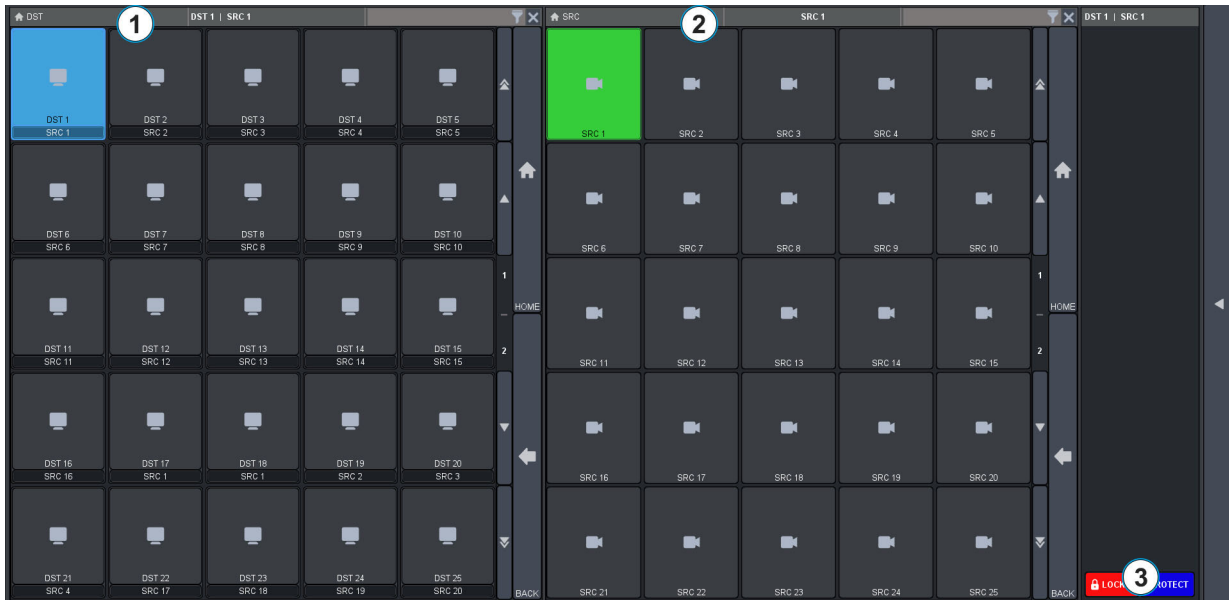 DST
DST 1 | SRC 1
1
SRC
SRC 1
2
DST 1 | SRC 1
DST 1 DST 2 DST 3 DST 4 DST 5
SRC 1 SRC 2 SRC 3 SRC 4 SRC 5
DST 6 DST 7 DST 8 DST 9 DST 10
SRC 6 SRC 7 SRC 8 SRC 9 SRC 10
DST 11 DST 12 DST 13 DST 14 DST 15
SRC 11 SRC 12 SRC 13 SRC 14 SRC 15
DST 16 DST 17 DST 18 DST 19 DST 20
SRC 16 SRC 1 SRC 1 SRC 2 SRC 3
DST 21 DST 22 DST 23 DST 24 DST 25
SRC 4 SRC 17 SRC 18 SRC 19 SRC 20
1
–
2
HOME
BACK
SRC 1 SRC 2 SRC 3 SRC 4 SRC 5
SRC 6 SRC 7 SRC 8 SRC 9 SRC 10
SRC 11 SRC 12 SRC 13 SRC 14 SRC 15
SRC 16 SRC 17 SRC 18 SRC 19 SRC 20
SRC 21 SRC 22 SRC 23 SRC 24 SRC 25
1
–
2
HOME
BACK
LOCK 3 OTECT